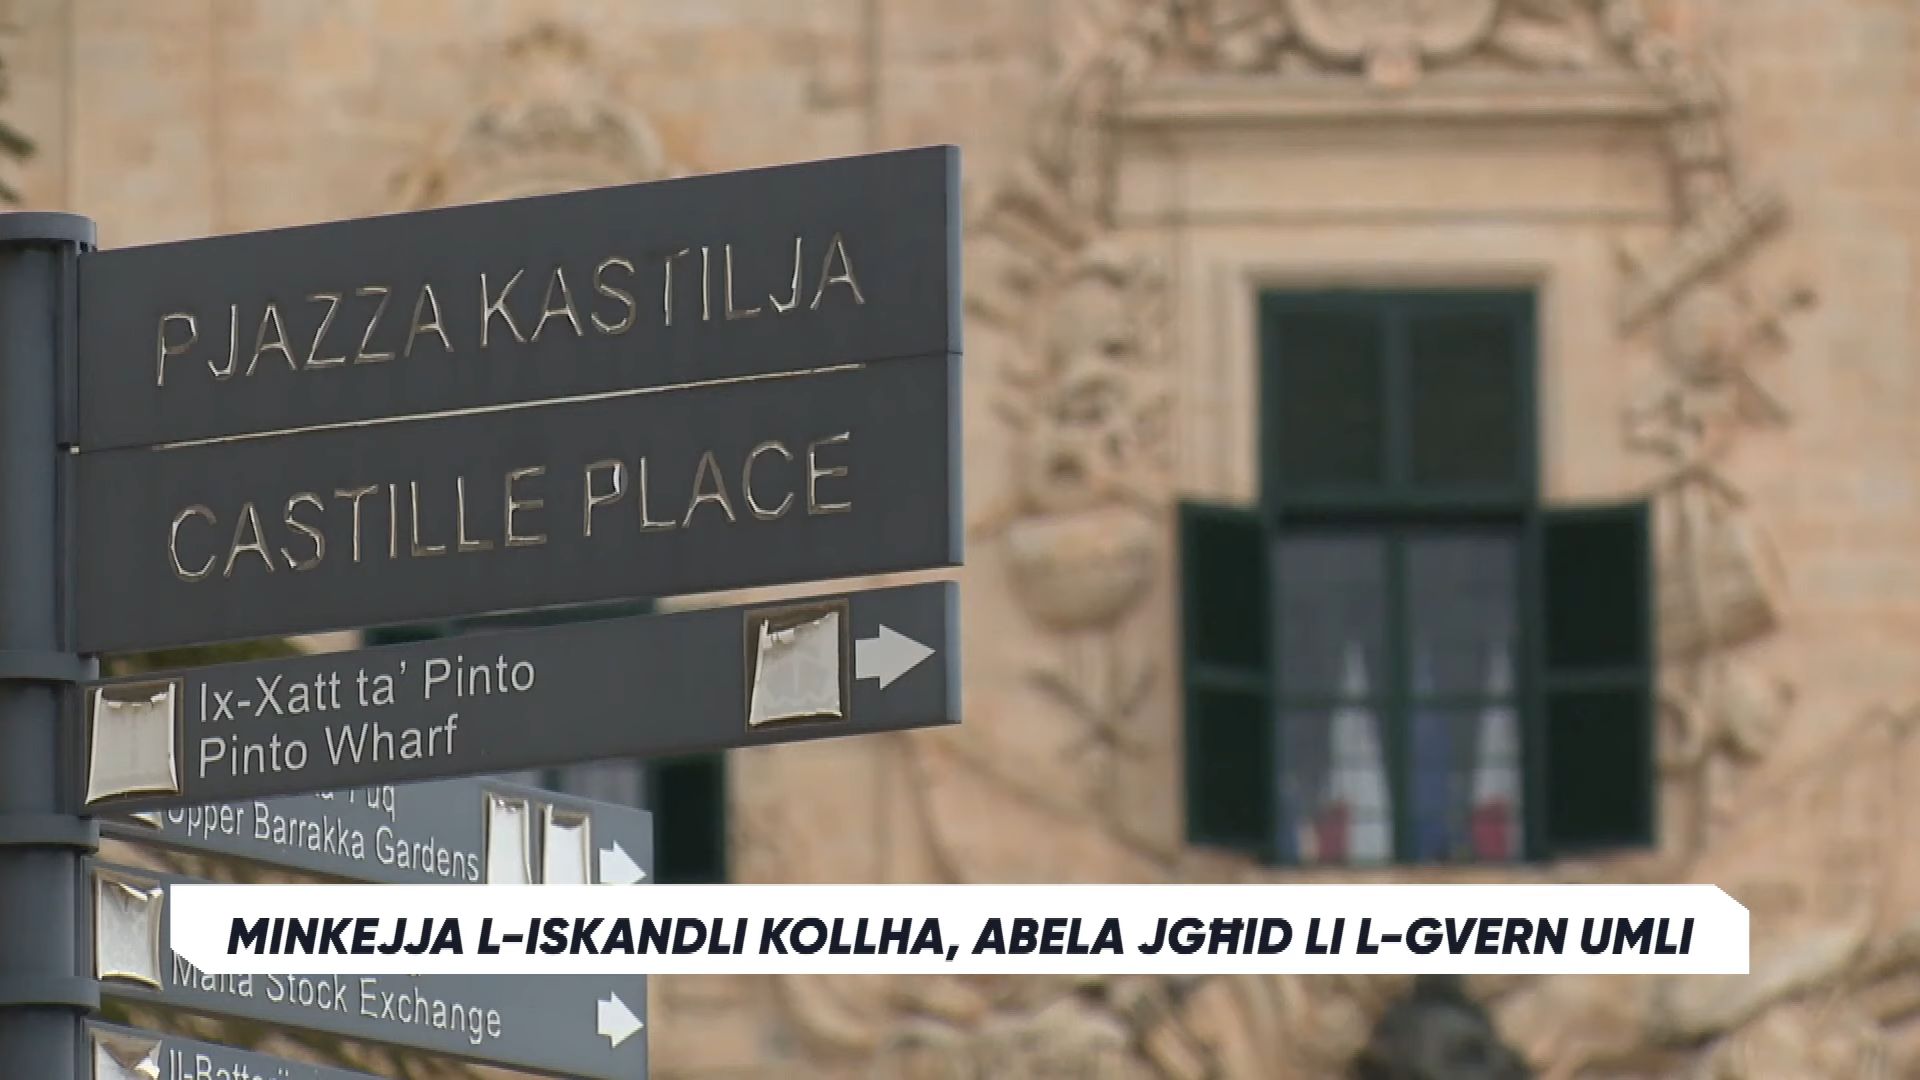 PJAZZA KASTILJA
CASTILLE PLACE
Ix-Xatt ta' Pinto
Pinto Wharf
Upper Barrakka Gardens
MINKEJJA L-ISKANDLI KOLLHA, ABELA JGĦID LI L-GVERN UMLI
Malta Stock Exchange